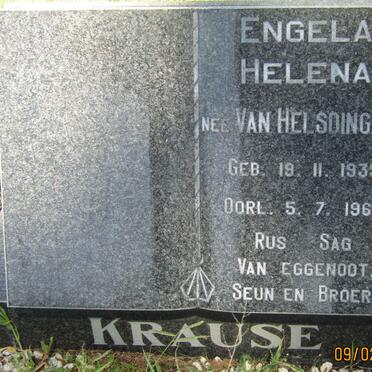 ENGELA
HELENA
NEE VAN HELSDING
GEB. 19. 11. 193
OORL. 5. 7. 196
RUS SAG
VAN EGGENOOT,
SEUN EN BROER
KRAUSE
09/02